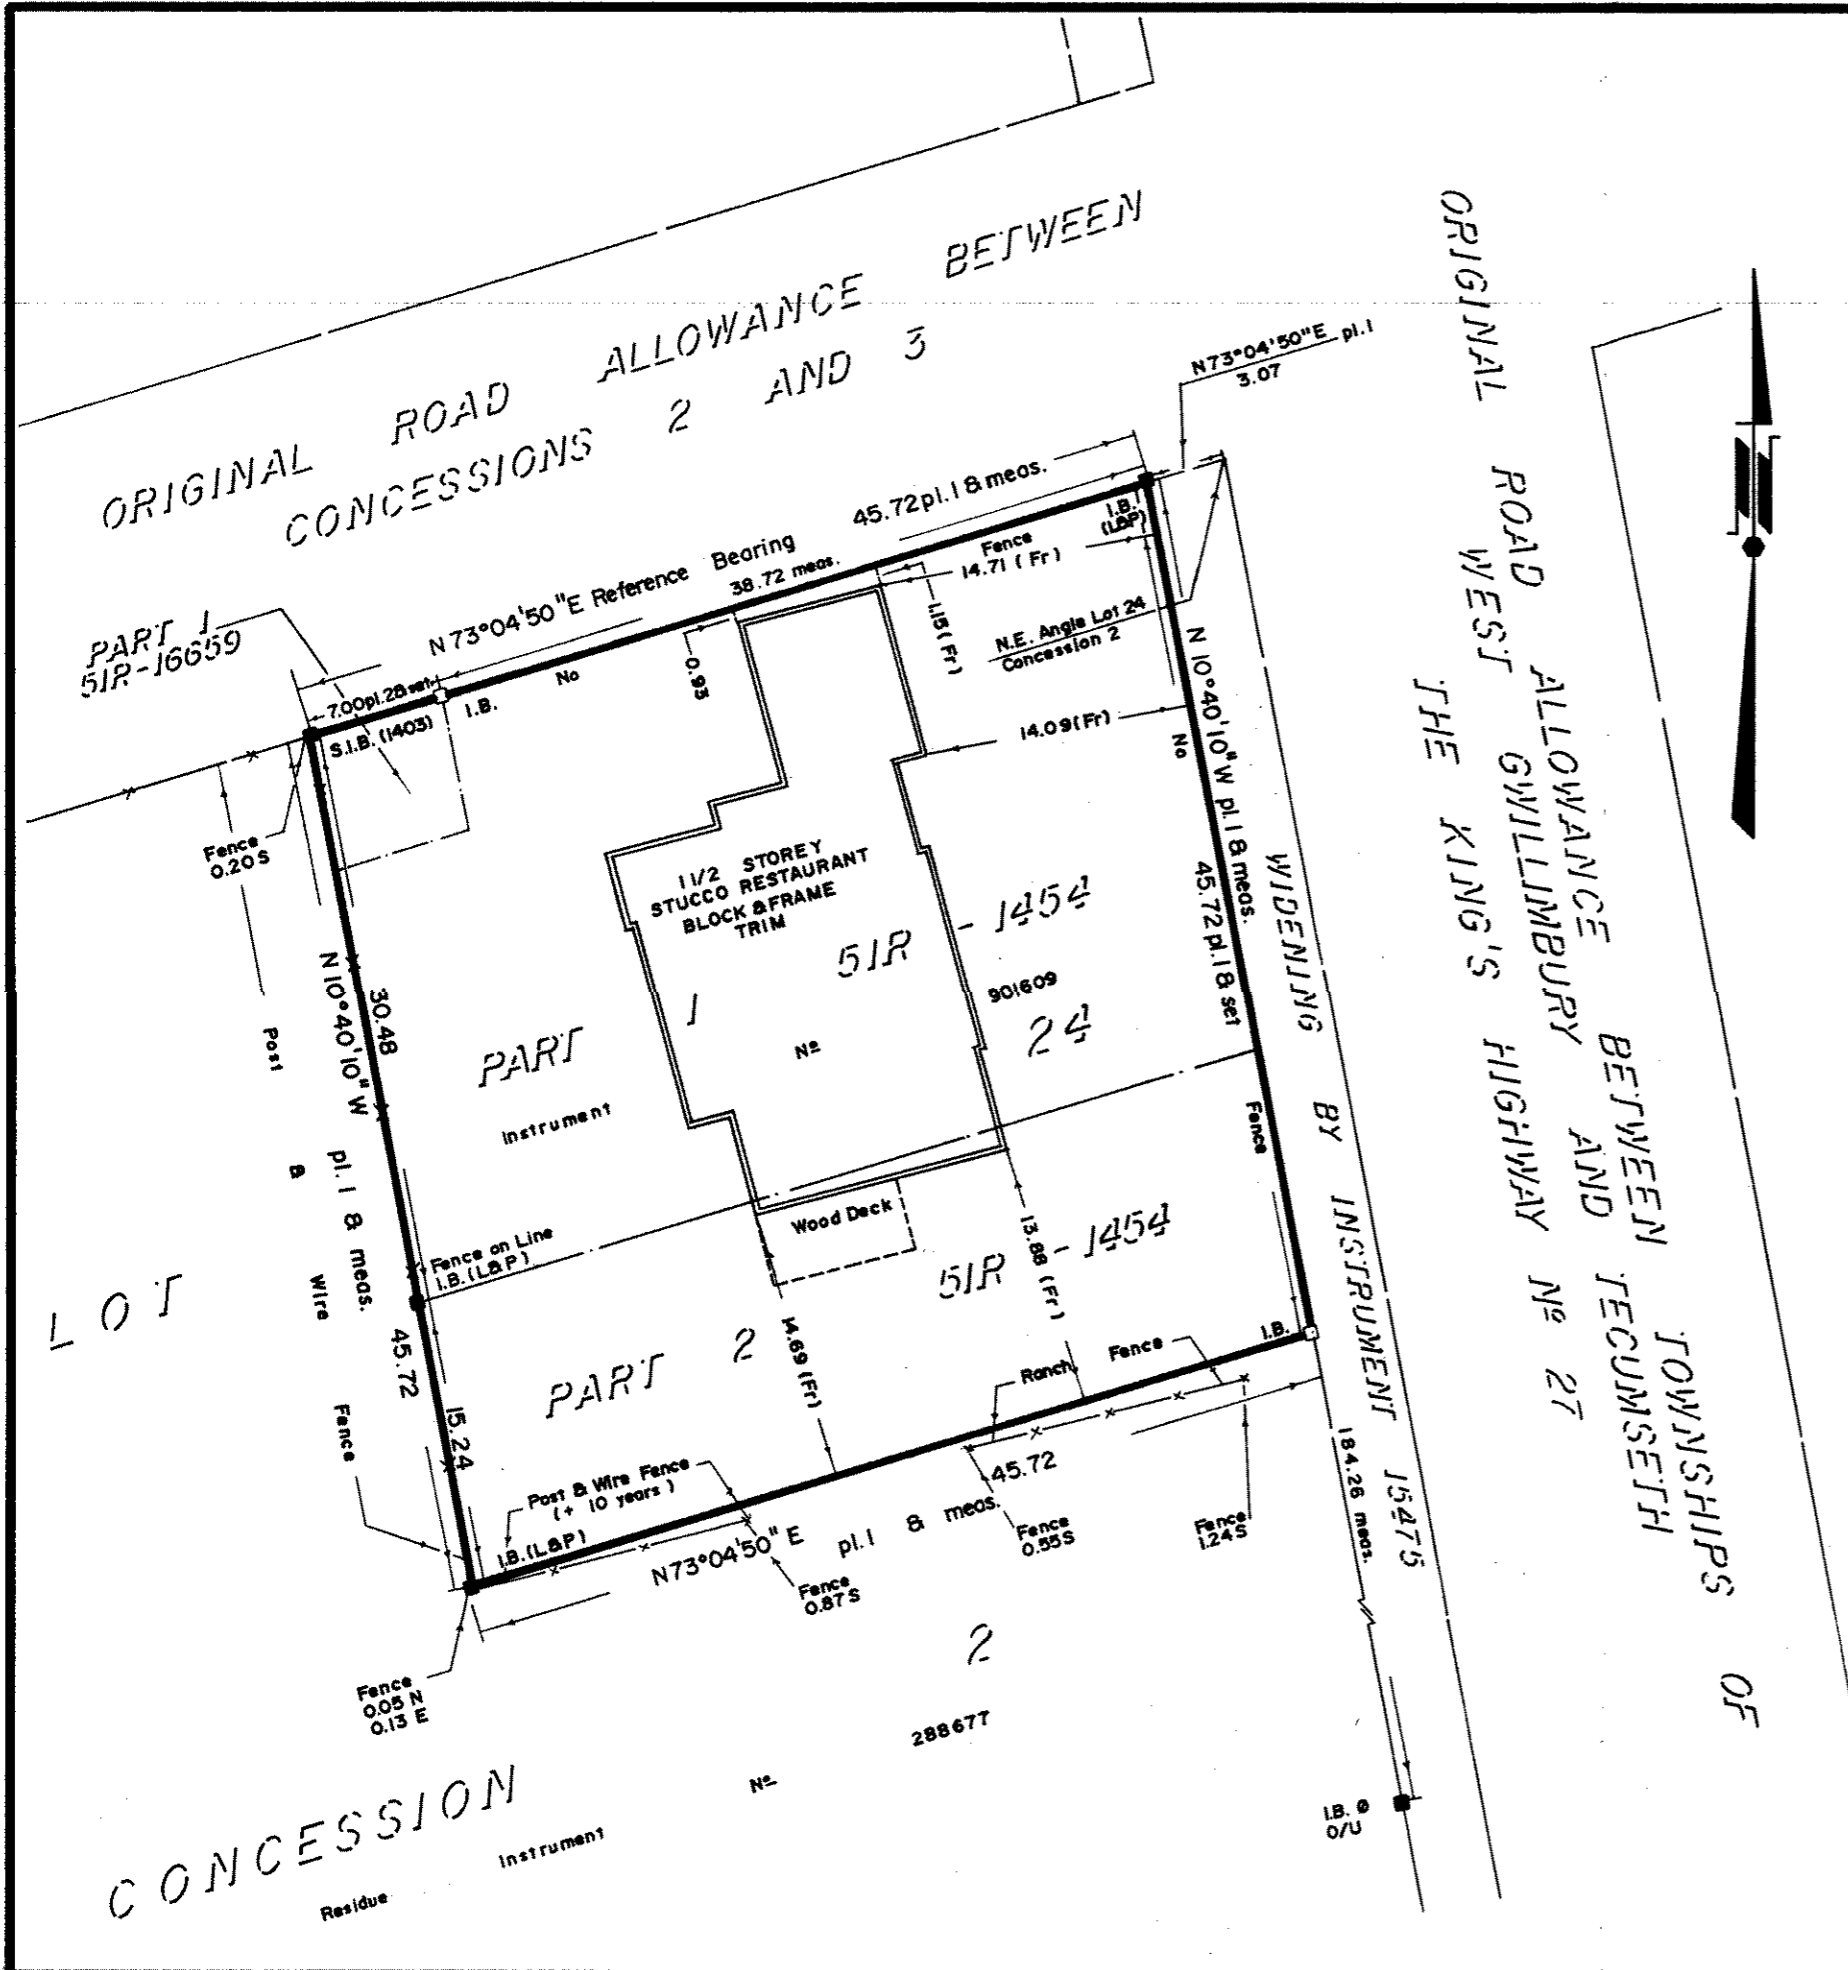 ORIGINAL ROAD ALLOWANCE BETWEEN
CONCESSIONS 2 AND 3
N73°04'50"E pl.1
3.07
PART 1
51R-16659
N73°04'50"E Reference Bearing
45.72 pl.1 & meas.
38.72 meas.
7.00 pl.2 & set
S.I.B. (1403)
I.B.
No
Fence
14.71 (Fr)
I.B.
(L&P)
0.93
1.15 (Fr)
N.E. Angle Lot 24
Concession 2
14.09 (Fr)
Fence
0.20 S
N10°40'10"W pl.1 & meas.
45.72 pl.1 & set
No
Fence
1 1/2 STOREY
STUCCO RESTAURANT
BLOCK & FRAME
TRIM
PART 1
51R - 1454
Instrument Nº 901609
24
N10°40'10"W pl.1 & meas.
30.48
45.72
15.24
Post & Wire Fence
Fence on Line
I.B. (L&P)
Wood Deck
13.88 (Fr)
14.69 (Fr)
PART 2
51R - 1454
LOT
Ranch Fence
I.B.
Post & Wire Fence
(+ 10 years)
I.B. (L&P)
N73°04'50"E pl.1 & meas.
45.72
Fence
0.87 S
Fence
0.55 S
Fence
1.24 S
Fence
0.05 N
0.13 E
CONCESSION 2
Residue Instrument Nº 288677
184.26 meas.
I.B. Ø
O/U
WIDENING BY INSTRUMENT 15475
THE KING'S HIGHWAY Nº 27
ORIGINAL ROAD ALLOWANCE BETWEEN TOWNSHIPS OF
WEST GWILLIMBURY AND TECUMSETH